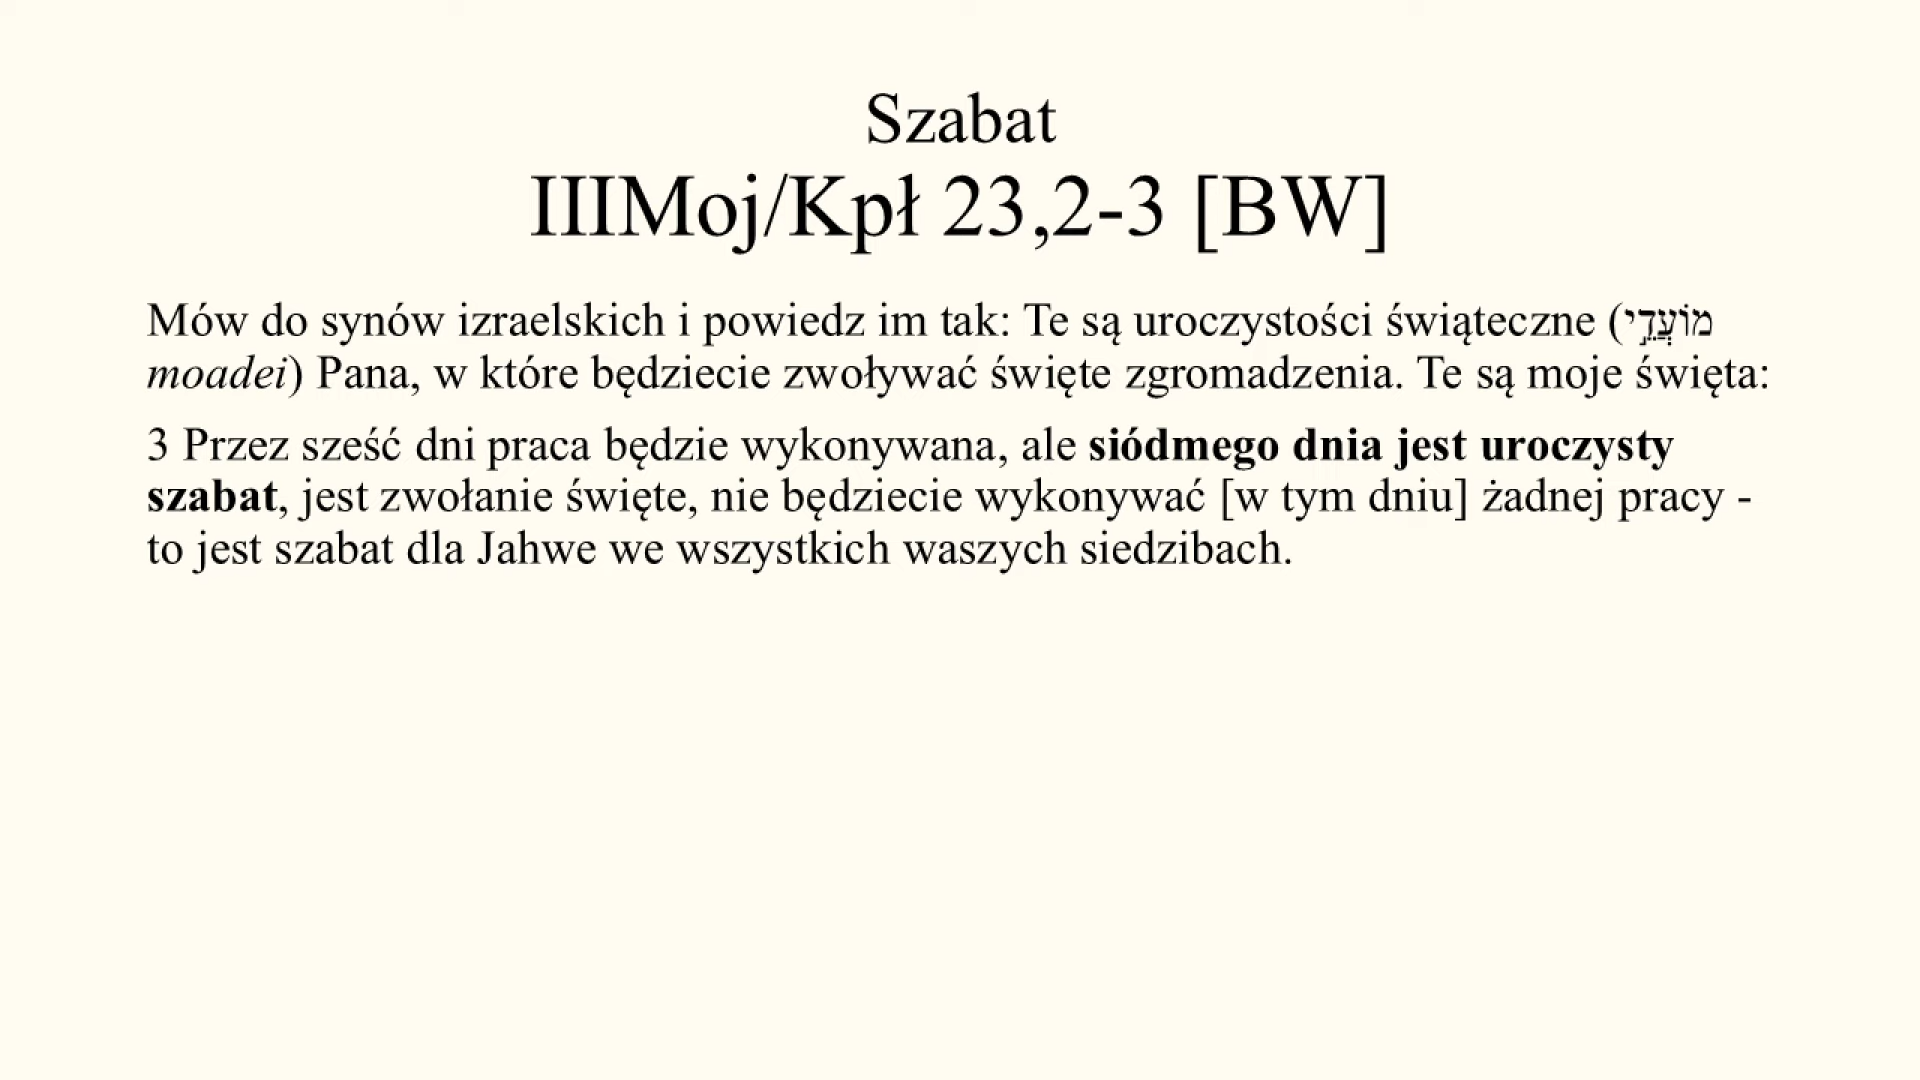 Szabat
IIIMoj/Kpł 23,2-3 [BW]
Mów do synów izraelskich i powiedz im tak: Te są uroczystości świąteczne (מוֹעֲדֵ֣י
moadei) Pana, w które będziecie zwoływać święte zgromadzenia. Te są moje święta:
3 Przez sześć dni praca będzie wykonywana, ale siódmego dnia jest uroczysty
szabat, jest zwołanie święte, nie będziecie wykonywać [w tym dniu] żadnej pracy -
to jest szabat dla Jahwe we wszystkich waszych siedzibach.